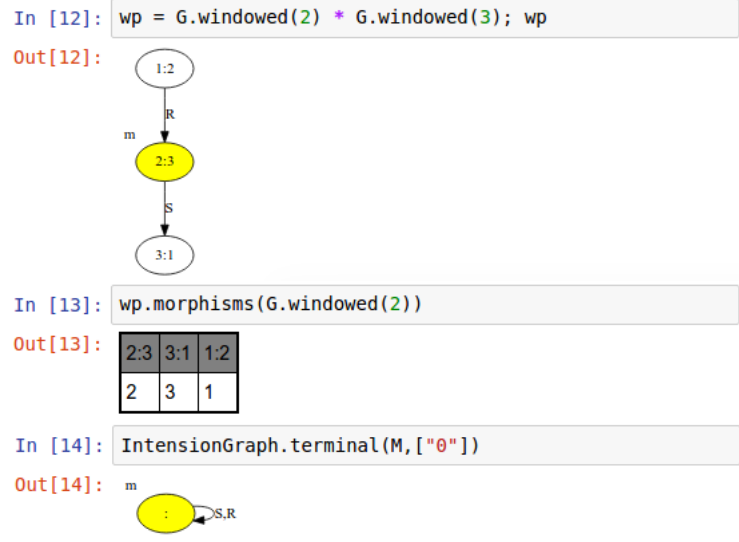 In [12]: wp = G.windowed(2) * G.windowed(3); wp
Out[12]:
1:2
R
m
2:3
S
3:1
In [13]: wp.morphisms(G.windowed(2))
Out[13]:
2:3 3:1 1:2
2 3 1
In [14]: IntensionGraph.terminal(M,["0"])
Out[14]: m
: S,R